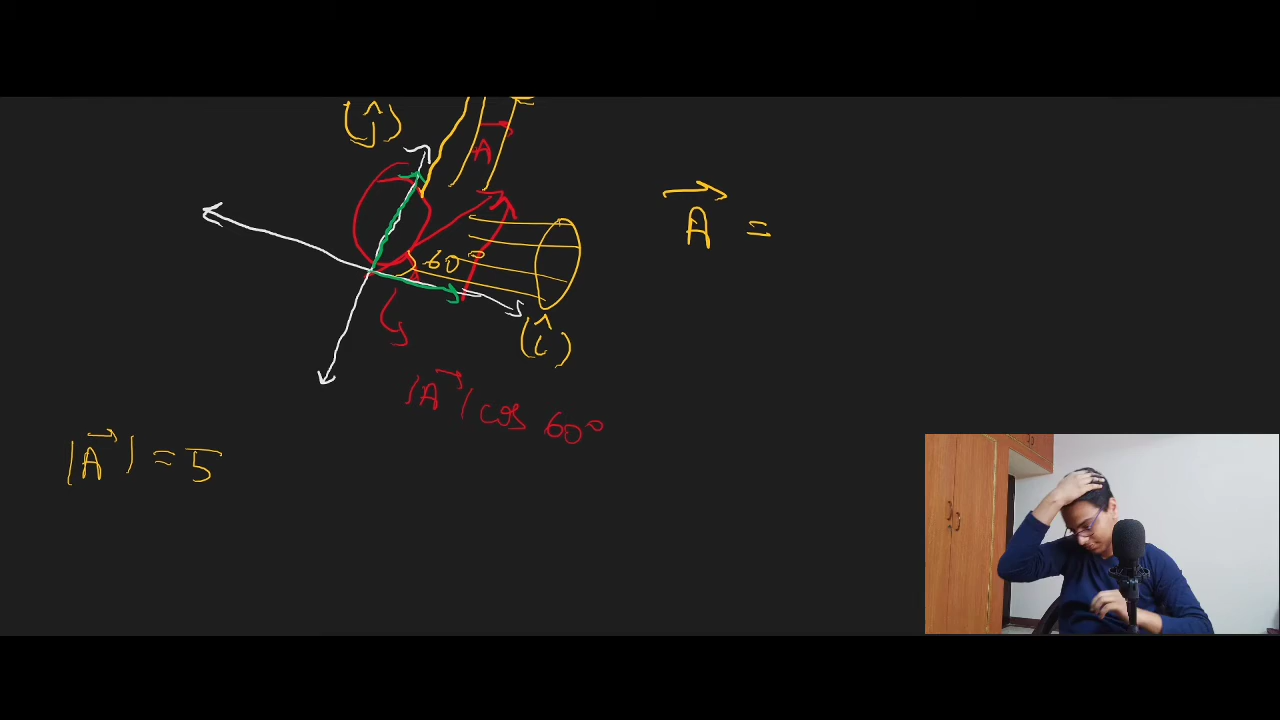 (ĵ)
A⃗
A⃗ =
60°
(î)
|A⃗| cos 60°
|A⃗| = 5